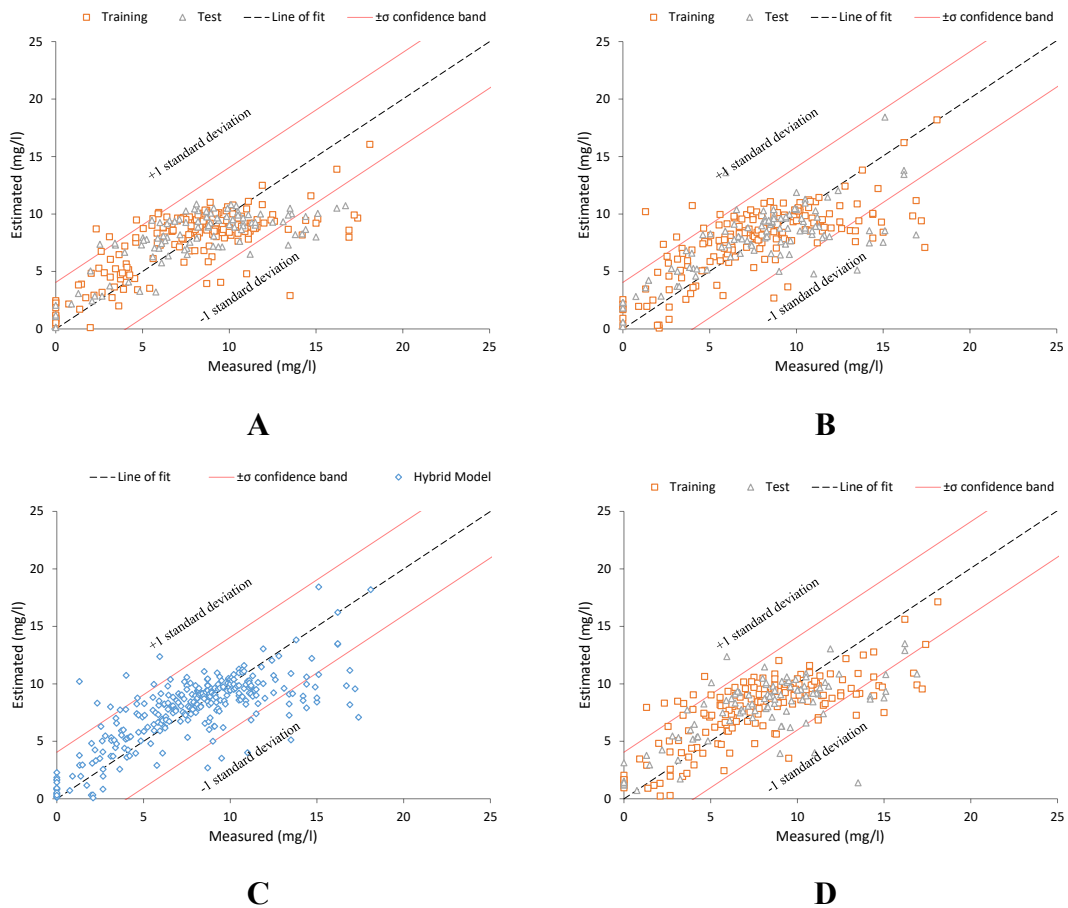 Training Test Line of fit ±σ confidence band
Training Test Line of fit ±σ confidence band
25
20
15
10
5
0
Estimated (mg/l)
+1 standard deviation
-1 standard deviation
0 5 10 15 20 25
Measured (mg/l)
A
25
20
15
10
5
0
Estimated (mg/l)
+1 standard deviation
-1 standard deviation
0 5 10 15 20 25
Measured (mg/l)
B
Line of fit ±σ confidence band Hybrid Model
25
20
15
10
5
0
Estimated (mg/l)
+1 standard deviation
-1 standard deviation
0 5 10 15 20 25
Measured (mg/l)
C
Training Test Line of fit ±σ confidence band
25
20
15
10
5
0
Estimated (mg/l)
+1 standard deviation
-1 standard deviation
0 5 10 15 20 25
Measured (mg/l)
D